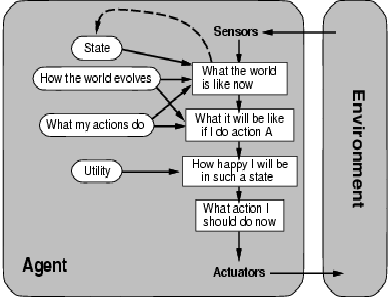 Sensors
State
How the world evolves
What my actions do
Utility
What the world
is like now
What it will be like
if I do action A
How happy I will be
in such a state
What action I
should do now
Agent
Actuators
Environment